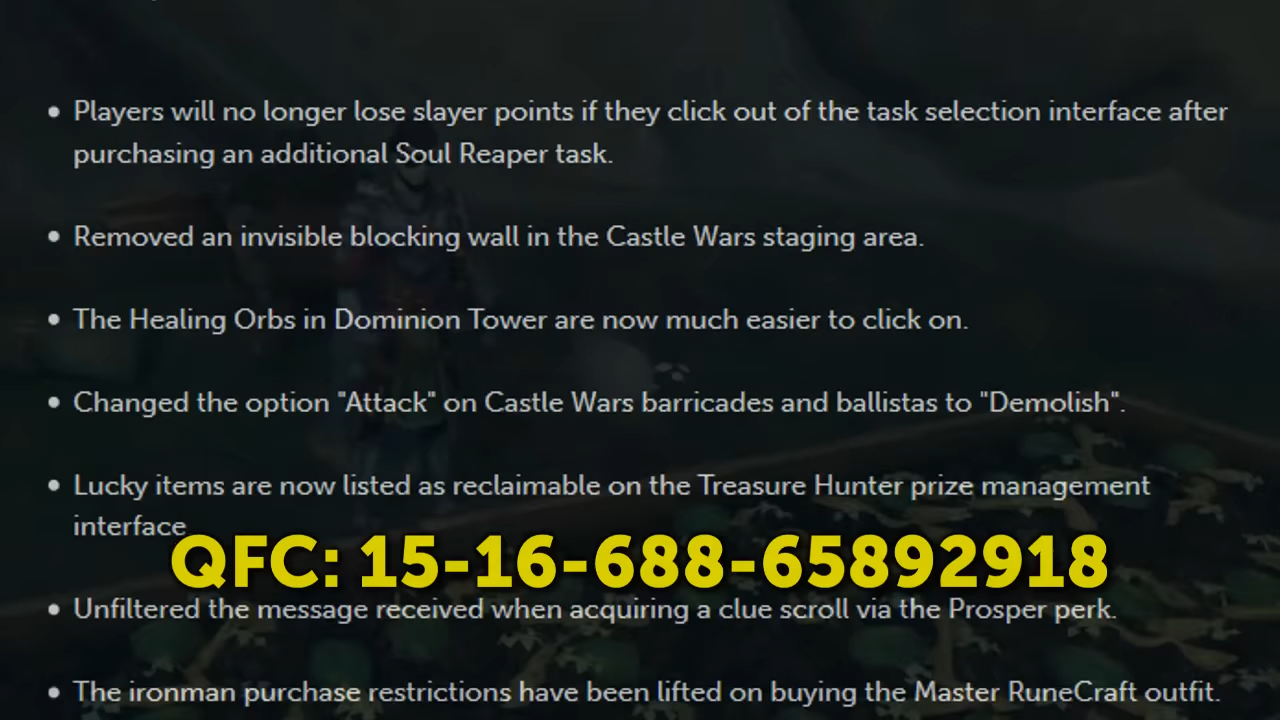 • Players will no longer lose slayer points if they click out of the task selection interface after
purchasing an additional Soul Reaper task.
• Removed an invisible blocking wall in the Castle Wars staging area.
• The Healing Orbs in Dominion Tower are now much easier to click on.
• Changed the option "Attack" on Castle Wars barricades and ballistas to "Demolish".
• Lucky items are now listed as reclaimable on the Treasure Hunter prize management
interface.
QFC: 15-16-688-65892918
• Unfiltered the message received when acquiring a clue scroll via the Prosper perk.
• The ironman purchase restrictions have been lifted on buying the Master RuneCraft outfit.